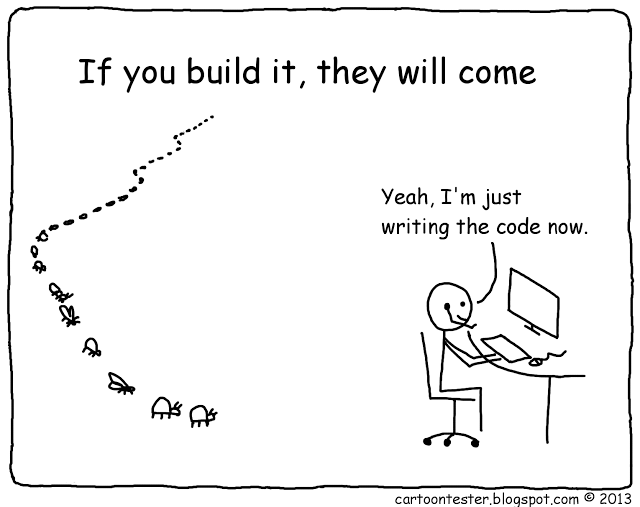 If you build it, they will come
Yeah, I'm just
writing the code now.
cartoontester.blogspot.com © 2013